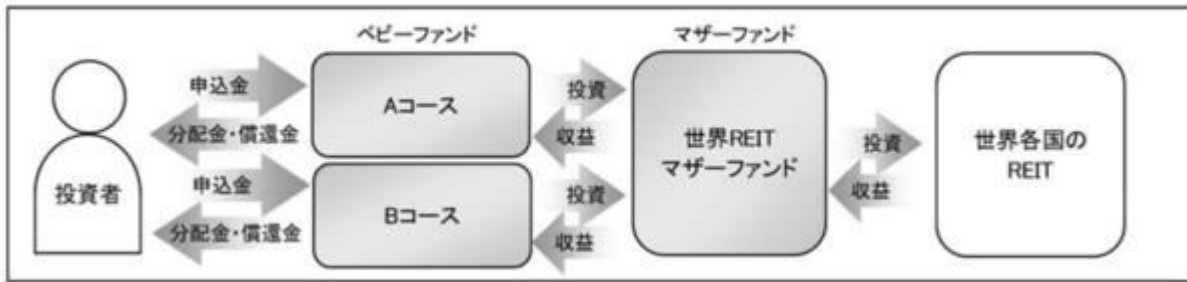 ベビーファンド
マザーファンド
投資者
申込金
分配金・償還金
申込金
分配金・償還金
Aコース
Bコース
投資
収益
投資
収益
世界REIT
マザーファンド
投資
収益
世界各国の
REIT